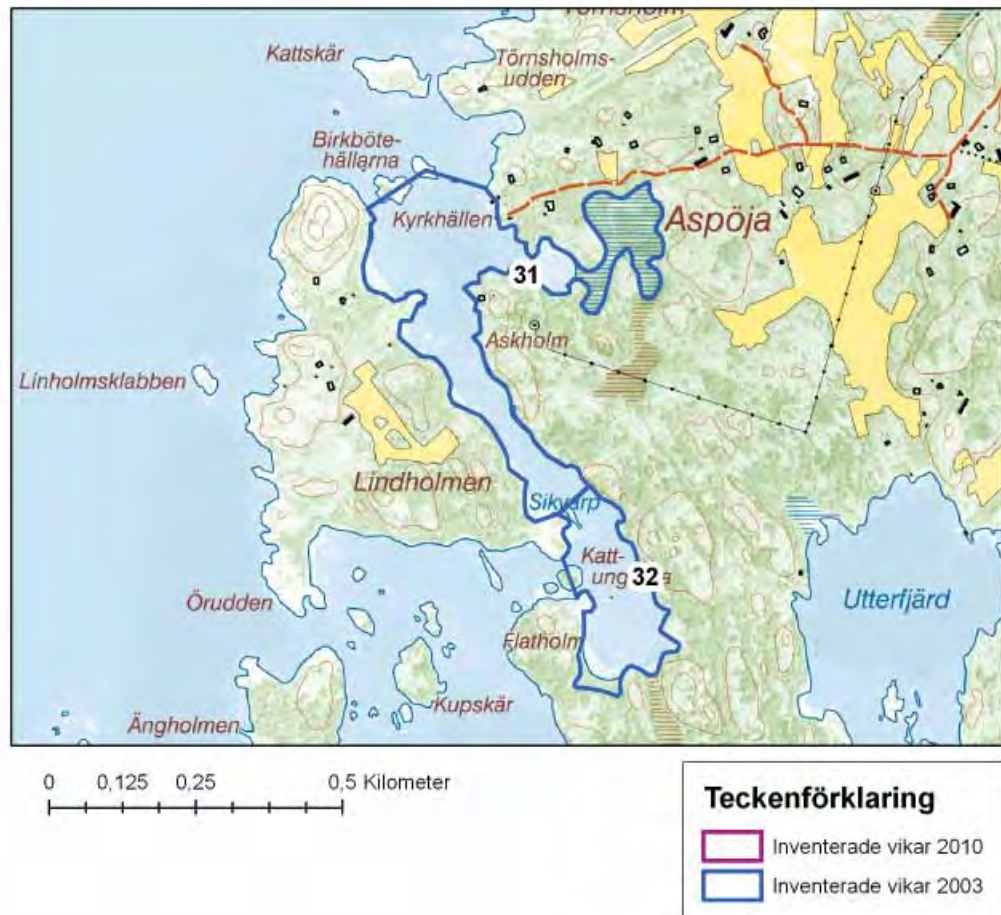 Törnsholm
Kattskär
Törnsholms-
udden
Birkböte-
hällarna
Kyrkhällen
Aspöja
31
Askholm
Linholmsklabben
Lindholmen
Sikvarp
Katt-
32
Utterfjärd
Örudden
Flatholm
Kupskär
Ängholmen
0 0,125 0,25 0,5 Kilometer
Teckenförklaring
Inventerade vikar 2010
Inventerade vikar 2003